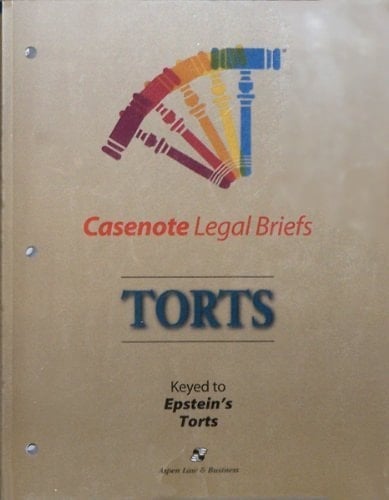 Casenote Legal Briefs
TORTS
Keyed to
Epstein's
Torts
Aspen Law & Business